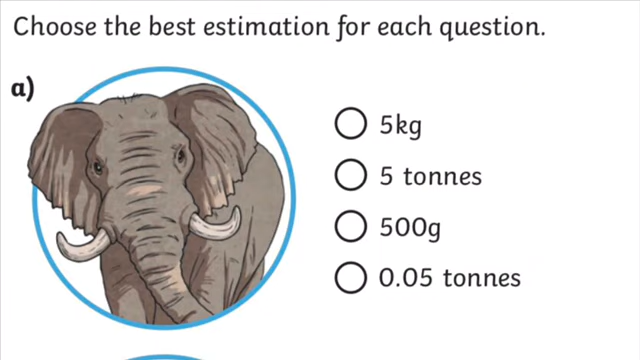 Choose the best estimation for each question.
a)
5kg
5 tonnes
500g
0.05 tonnes